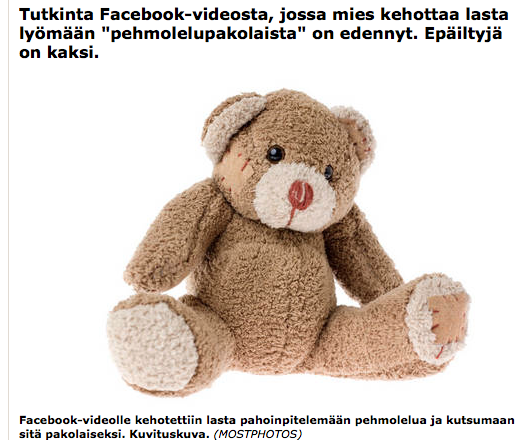 Tutkinta Facebook-videosta, jossa mies kehottaa lasta
lyömään "pehmolelupakolaista" on edennyt. Epäiltyjä
on kaksi.
Facebook-videolle kehotettiin lasta pahoinpitelemään pehmolelua ja kutsumaan
sitä pakolaiseksi. Kuvituskuva. (MOSTPHOTOS)